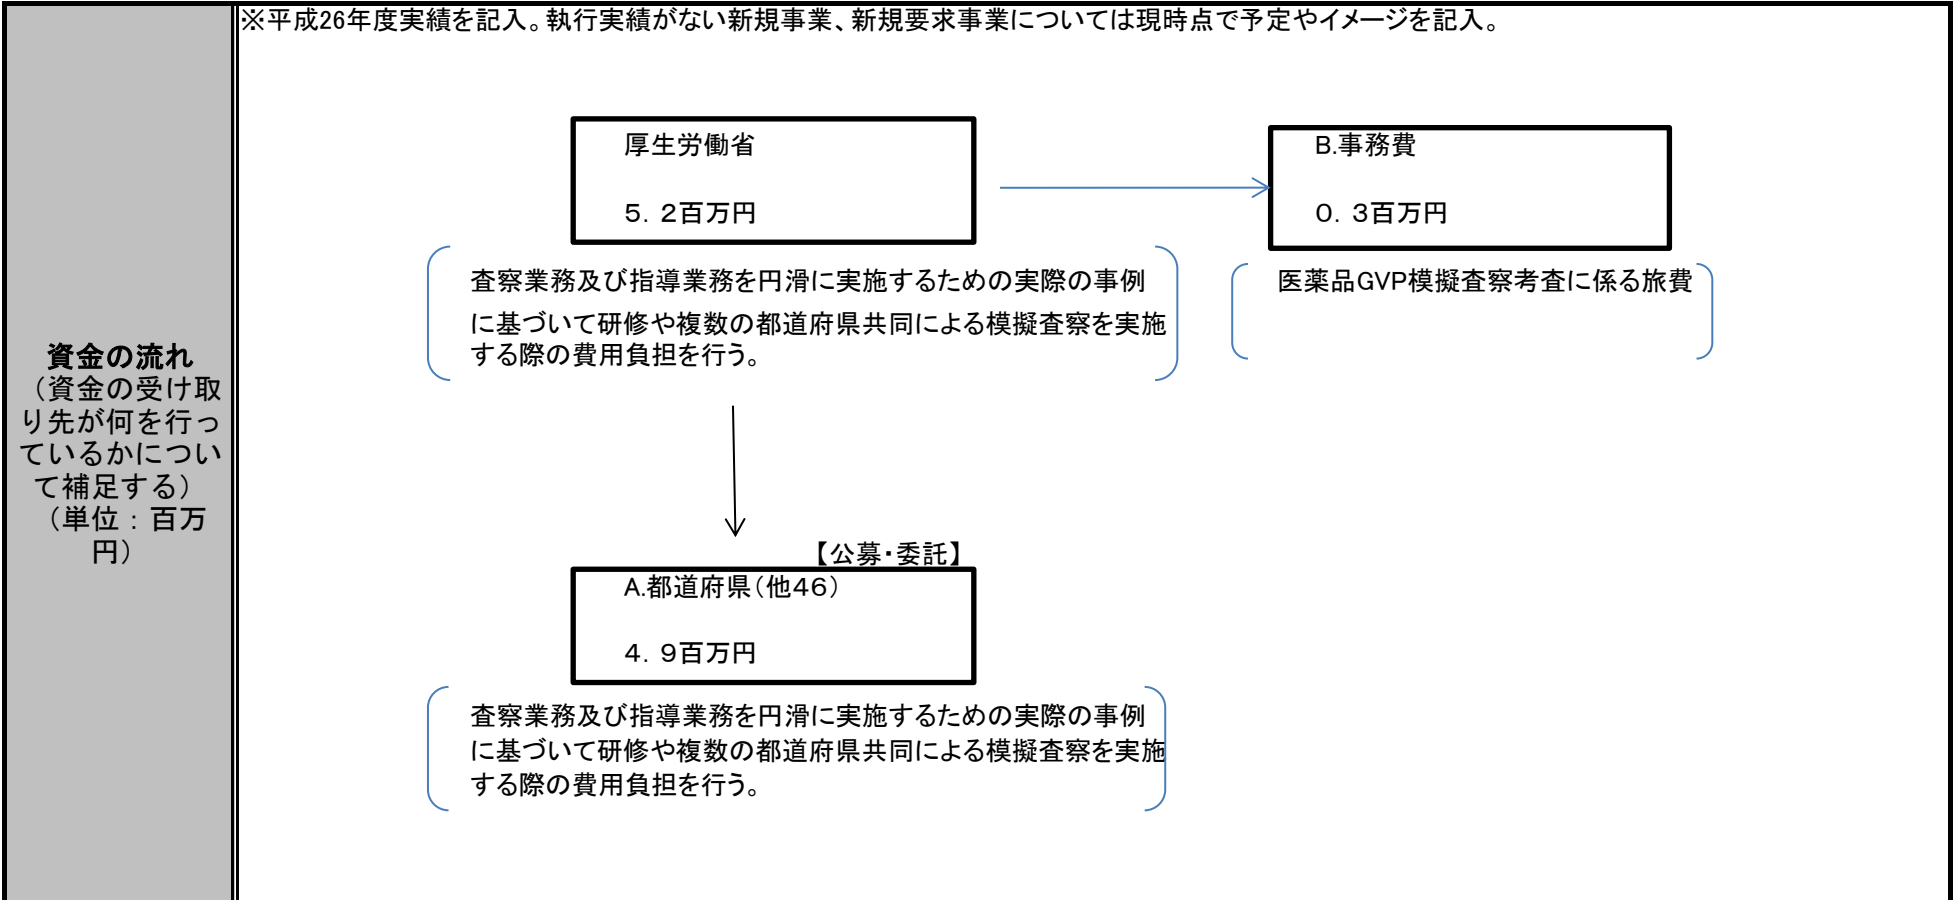 ※平成26年度実績を記入。執行実績がない新規事業、新規要求事業については現時点で予定やイメージを記入。
資金の流れ
（資金の受け取
り先が何を行っ
ているかについ
て補足する）
（単位：百万
円）
厚生労働省
５．２百万円
B.事務費
０．３百万円
査察業務及び指導業務を円滑に実施するための実際の事例
に基づいて研修や複数の都道府県共同による模擬査察を実施
する際の費用負担を行う。
医薬品GVP模擬査察考査に係る旅費
【公募・委託】
A.都道府県（他４６）
４．９百万円
査察業務及び指導業務を円滑に実施するための実際の事例
に基づいて研修や複数の都道府県共同による模擬査察を実施
する際の費用負担を行う。